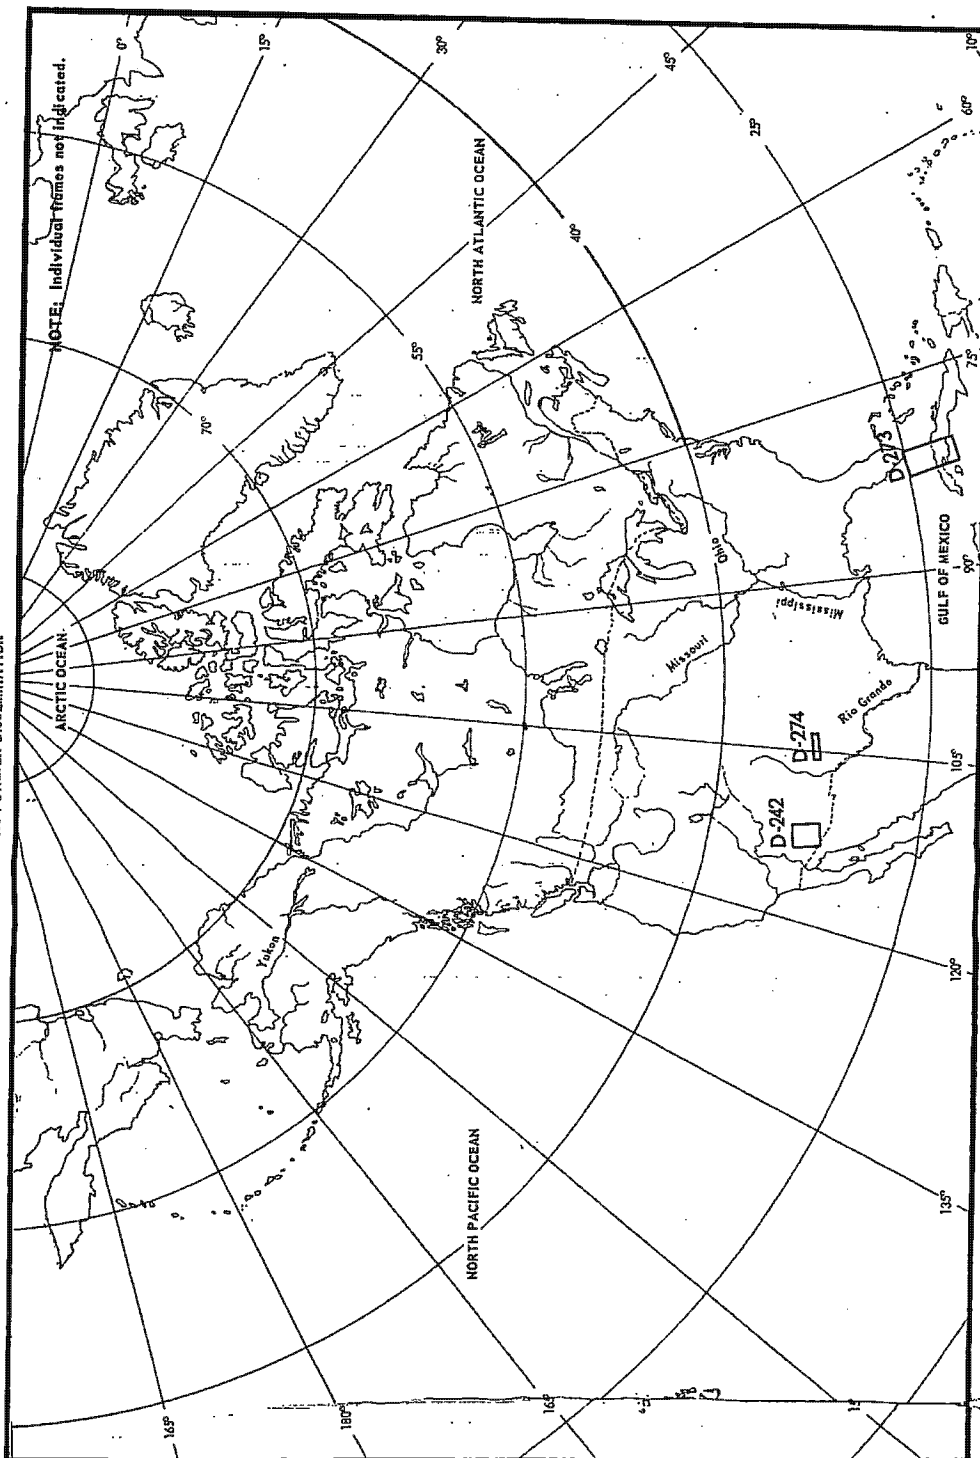 NOTE: Individual frames not indicated.
0°
15°
30°
45°
60°
10°
25°
40°
55°
70°
75°
NORTH ATLANTIC OCEAN
ARCTIC OCEAN
D-273
GULF OF MEXICO
90°
Ohio
Mississippi
Missouri
Rio Grande
D-274
105°
D-242
120°
Yukon
135°
NORTH PACIFIC OCEAN
165°
180°
165°